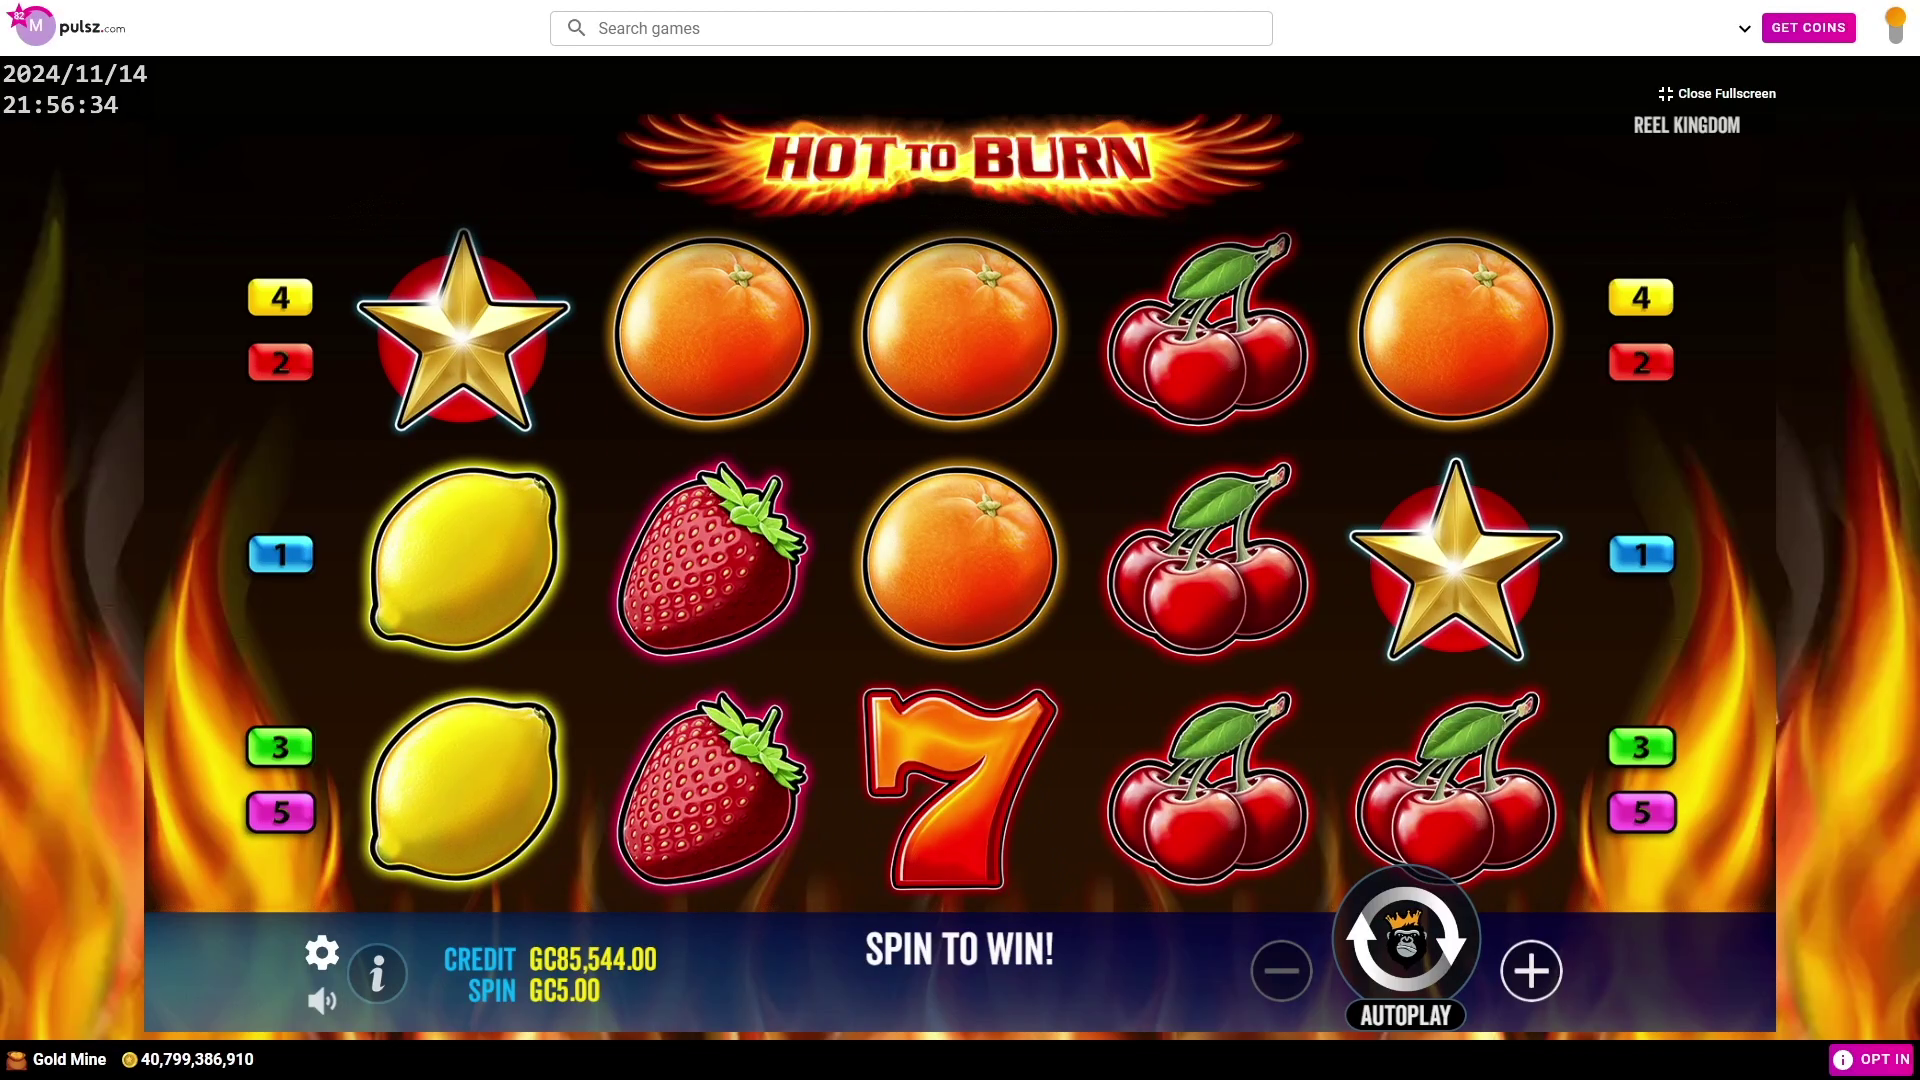 82
M
pulsz.com
Search games
GET COINS
2024/11/14
21:56:34
Close Fullscreen
REEL KINGDOM
HOT TO BURN
4
4
2
2
1
1
7
3
3
5
5
CREDIT GC85,544.00
SPIN GC5.00
SPIN TO WIN!
AUTOPLAY
Gold Mine 40,799,386,910
OPT IN